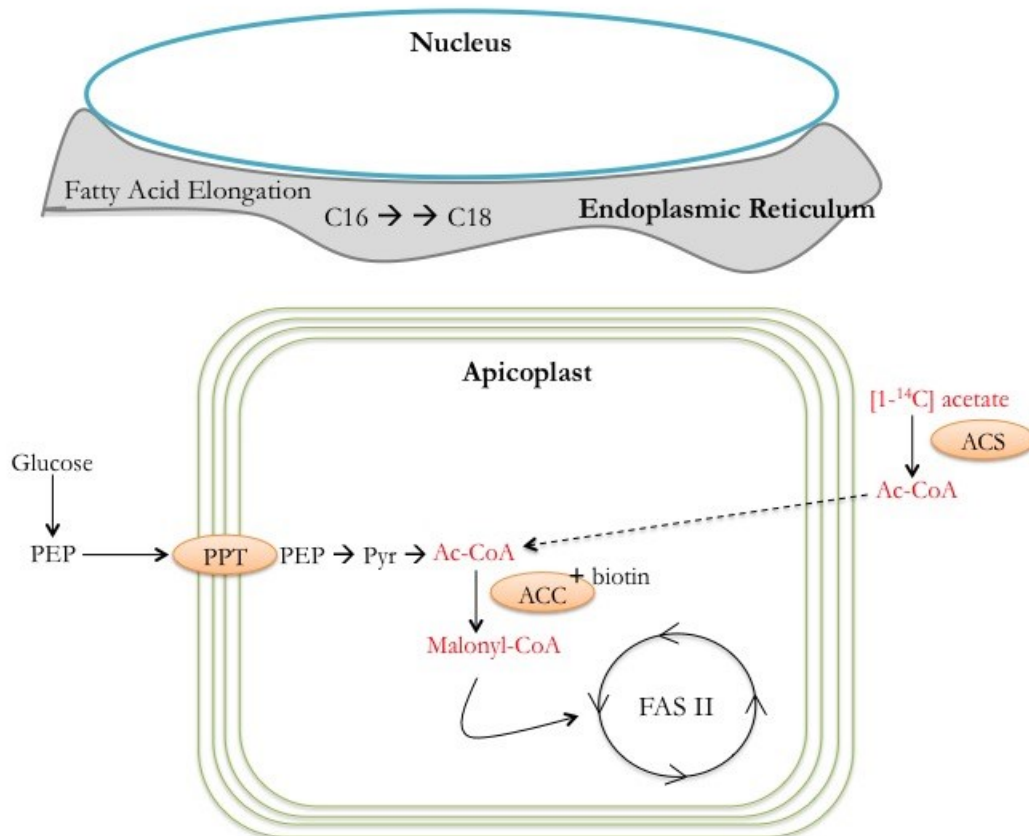 Nucleus
Fatty Acid Elongation
C16 → → C18
Endoplasmic Reticulum
Apicoplast
[1-¹⁴C] acetate
ACS
Ac-CoA
Glucose
PEP
PPT
PEP → Pyr → Ac-CoA
ACC + biotin
Malonyl-CoA
FAS II